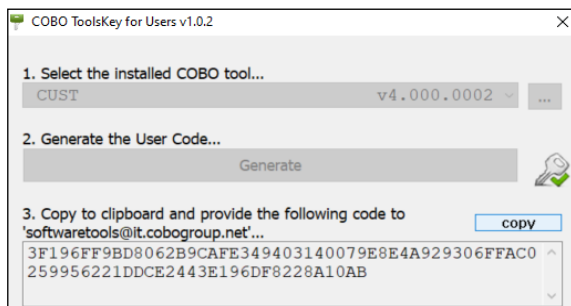 COBO ToolsKey for Users v1.0.2
1. Select the installed COBO tool...
CUST v4.000.0002 ...
2. Generate the User Code...
Generate
3. Copy to clipboard and provide the following code to
'softwaretools@it.cobogroup.net'...
copy
3F196FF9BD8062B9CAFE349403140079E8E4A929306FFAC0
259956221DDCE2443E196DF8228A10AB